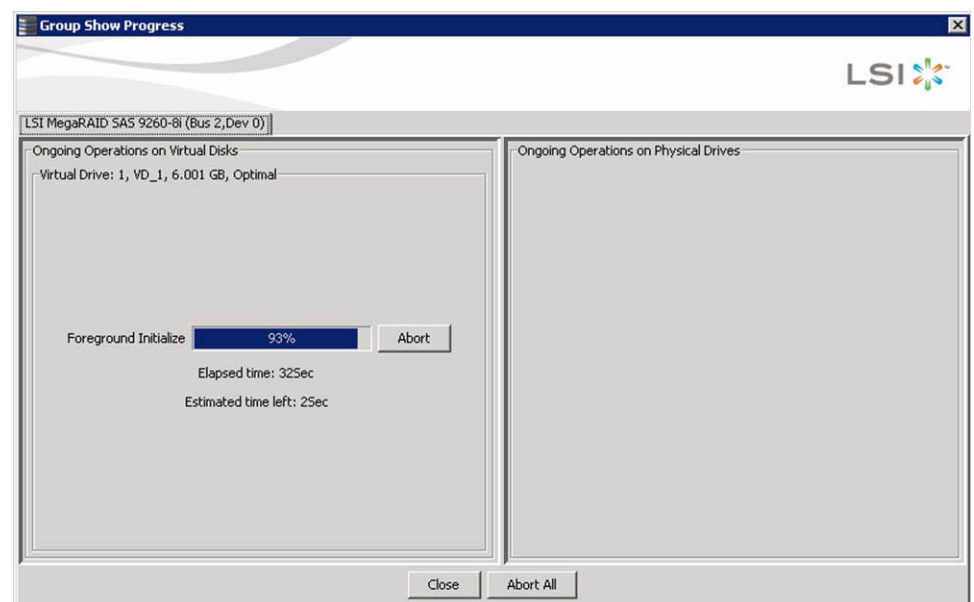 Group Show Progress
LSI
LSI MegaRAID SAS 9260-8i (Bus 2,Dev 0)
Ongoing Operations on Virtual Disks
Virtual Drive: 1, VD_1, 6.001 GB, Optimal
Foreground Initialize 93% Abort
Elapsed time: 32Sec
Estimated time left: 2Sec
Ongoing Operations on Physical Drives
Close Abort All